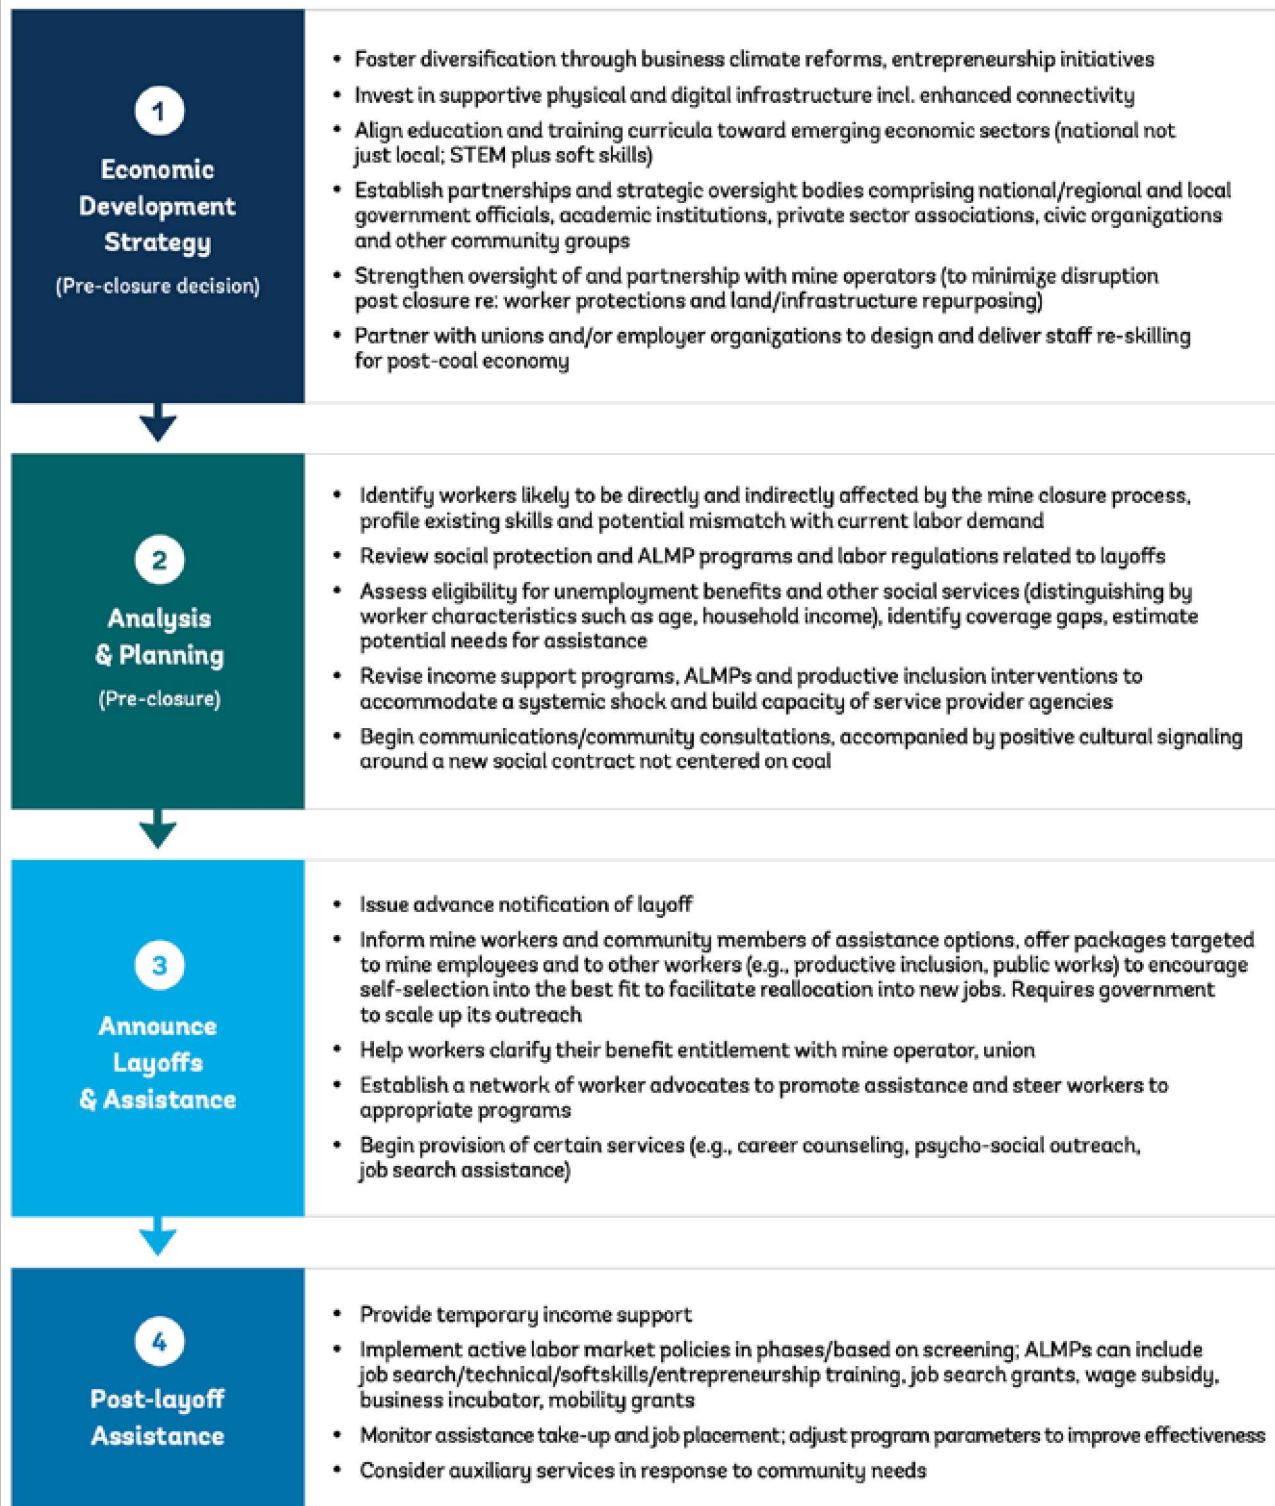 1
Economic
Development
Strategy
(Pre-closure decision)
• Foster diversification through business climate reforms, entrepreneurship initiatives
• Invest in supportive physical and digital infrastructure incl. enhanced connectivity
• Align education and training curricula toward emerging economic sectors (national not
just local; STEM plus soft skills)
• Establish partnerships and strategic oversight bodies comprising national/regional and local
government officials, academic institutions, private sector associations, civic organizations
and other community groups
• Strengthen oversight of and partnership with mine operators (to minimize disruption
post closure re: worker protections and land/infrastructure repurposing)
• Partner with unions and/or employer organizations to design and deliver staff re-skilling
for post-coal economy
2
Analysis
& Planning
(Pre-closure)
• Identify workers likely to be directly and indirectly affected by the mine closure process,
profile existing skills and potential mismatch with current labor demand
• Review social protection and ALMP programs and labor regulations related to layoffs
• Assess eligibility for unemployment benefits and other social services (distinguishing by
worker characteristics such as age, household income), identify coverage gaps, estimate
potential needs for assistance
• Revise income support programs, ALMPs and productive inclusion interventions to
accommodate a systemic shock and build capacity of service provider agencies
• Begin communications/community consultations, accompanied by positive cultural signaling
around a new social contract not centered on coal
3
Announce
Layoffs
& Assistance
• Issue advance notification of layoff
• Inform mine workers and community members of assistance options, offer packages targeted
to mine employees and to other workers (e.g., productive inclusion, public works) to encourage
self-selection into the best fit to facilitate reallocation into new jobs. Requires government
to scale up its outreach
• Help workers clarify their benefit entitlement with mine operator, union
• Establish a network of worker advocates to promote assistance and steer workers to
appropriate programs
• Begin provision of certain services (e.g., career counseling, psycho-social outreach,
job search assistance)
4
Post-layoff
Assistance
• Provide temporary income support
• Implement active labor market policies in phases/based on screening; ALMPs can include
job search/technical/softskills/entrepreneurship training, job search grants, wage subsidy,
business incubator, mobility grants
• Monitor assistance take-up and job placement; adjust program parameters to improve effectiveness
• Consider auxiliary services in response to community needs